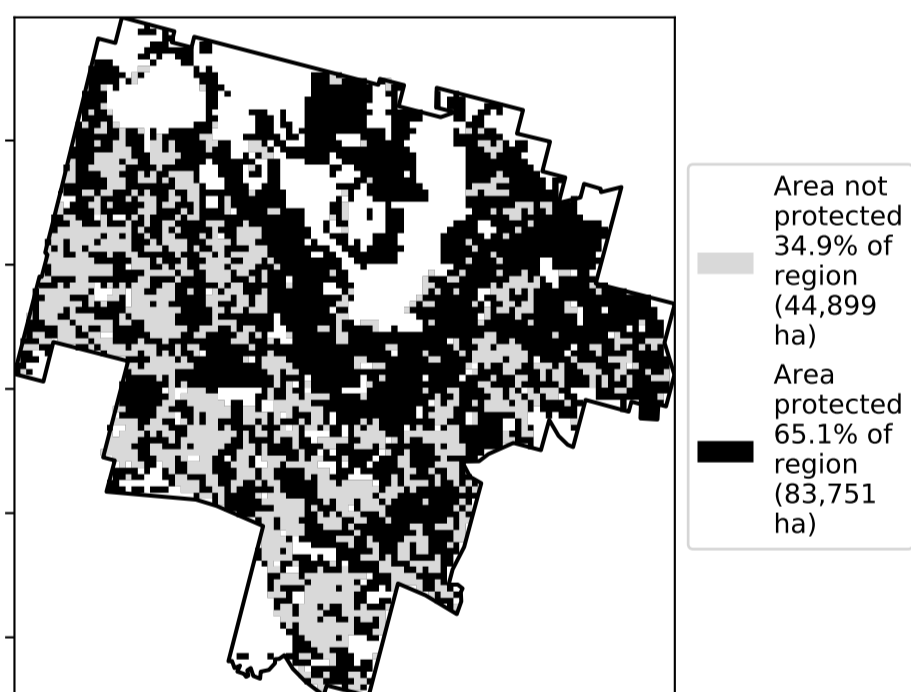 Area not
protected
34.9% of
region
(44,899
ha)
Area
protected
65.1% of
region
(83,751
ha)